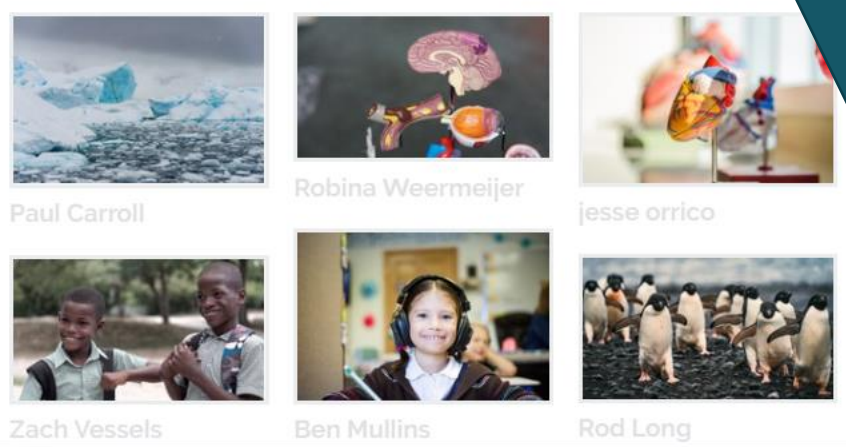 Paul Carroll
Robina Weermeijer
jesse orrico
Zach Vessels
Ben Mullins
Rod Long